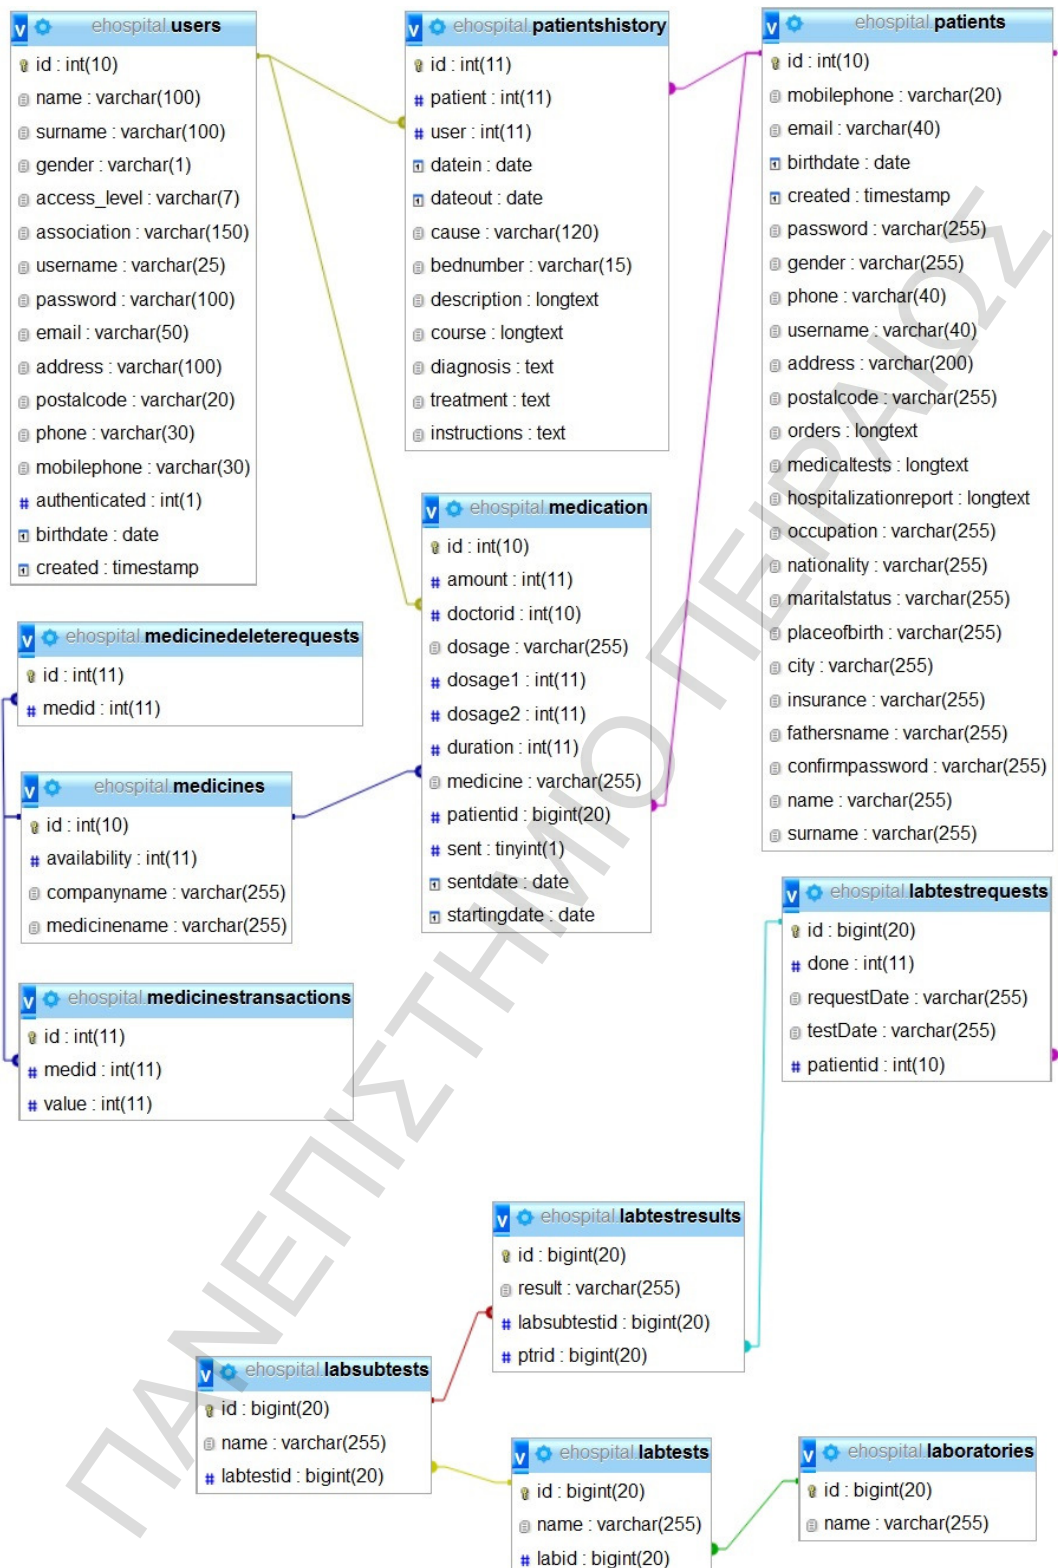 ehospital.users
id : int(10)
name : varchar(100)
surname : varchar(100)
gender : varchar(1)
access_level : varchar(7)
association : varchar(150)
username : varchar(25)
password : varchar(100)
email : varchar(50)
address : varchar(100)
postalcode : varchar(20)
phone : varchar(30)
mobilephone : varchar(30)
authenticated : int(1)
birthdate : date
created : timestamp
ehospital.patientshistory
id : int(11)
patient : int(11)
user : int(11)
datein : date
dateout : date
cause : varchar(120)
bednumber : varchar(15)
description : longtext
course : longtext
diagnosis : text
treatment : text
instructions : text
ehospital.patients
id : int(10)
mobilephone : varchar(20)
email : varchar(40)
birthdate : date
created : timestamp
password : varchar(255)
gender : varchar(255)
phone : varchar(40)
username : varchar(40)
address : varchar(200)
postalcode : varchar(255)
orders : longtext
medicaltests : longtext
hospitalizationreport : longtext
occupation : varchar(255)
nationality : varchar(255)
maritalstatus : varchar(255)
placeofbirth : varchar(255)
city : varchar(255)
insurance : varchar(255)
fathersname : varchar(255)
confirmpassword : varchar(255)
name : varchar(255)
surname : varchar(255)
ehospital.medication
id : int(10)
amount : int(11)
doctorid : int(10)
dosage : varchar(255)
dosage1 : int(11)
dosage2 : int(11)
duration : int(11)
medicine : varchar(255)
patientid : bigint(20)
sent : tinyint(1)
sentdate : date
startingdate : date
ehospital.medicinedeleterequests
id : int(11)
medid : int(11)
ehospital.medicines
id : int(10)
availability : int(11)
companyname : varchar(255)
medicinename : varchar(255)
ehospital.medicinestransactions
id : int(11)
medid : int(11)
value : int(11)
ehospital.labtestrequests
id : bigint(20)
done : int(11)
requestDate : varchar(255)
testDate : varchar(255)
patientid : int(10)
ehospital.labtestresults
id : bigint(20)
result : varchar(255)
labsubtestid : bigint(20)
ptrid : bigint(20)
ehospital.labsubtests
id : bigint(20)
name : varchar(255)
labtestid : bigint(20)
ehospital.labtests
id : bigint(20)
name : varchar(255)
labid : bigint(20)
ehospital.laboratories
id : bigint(20)
name : varchar(255)
ΠΑΝΕΠΙΣΤΗΜΙΟ ΠΕΙΡΑΙΩΣ